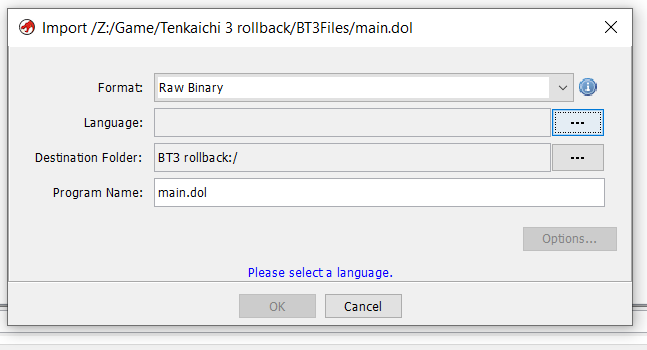 Import /Z:/Game/Tenkaichi 3 rollback/BT3Files/main.dol
Format: Raw Binary
Language: ...
Destination Folder: BT3 rollback:/ ...
Program Name: main.dol
Options...
Please select a language.
OK Cancel